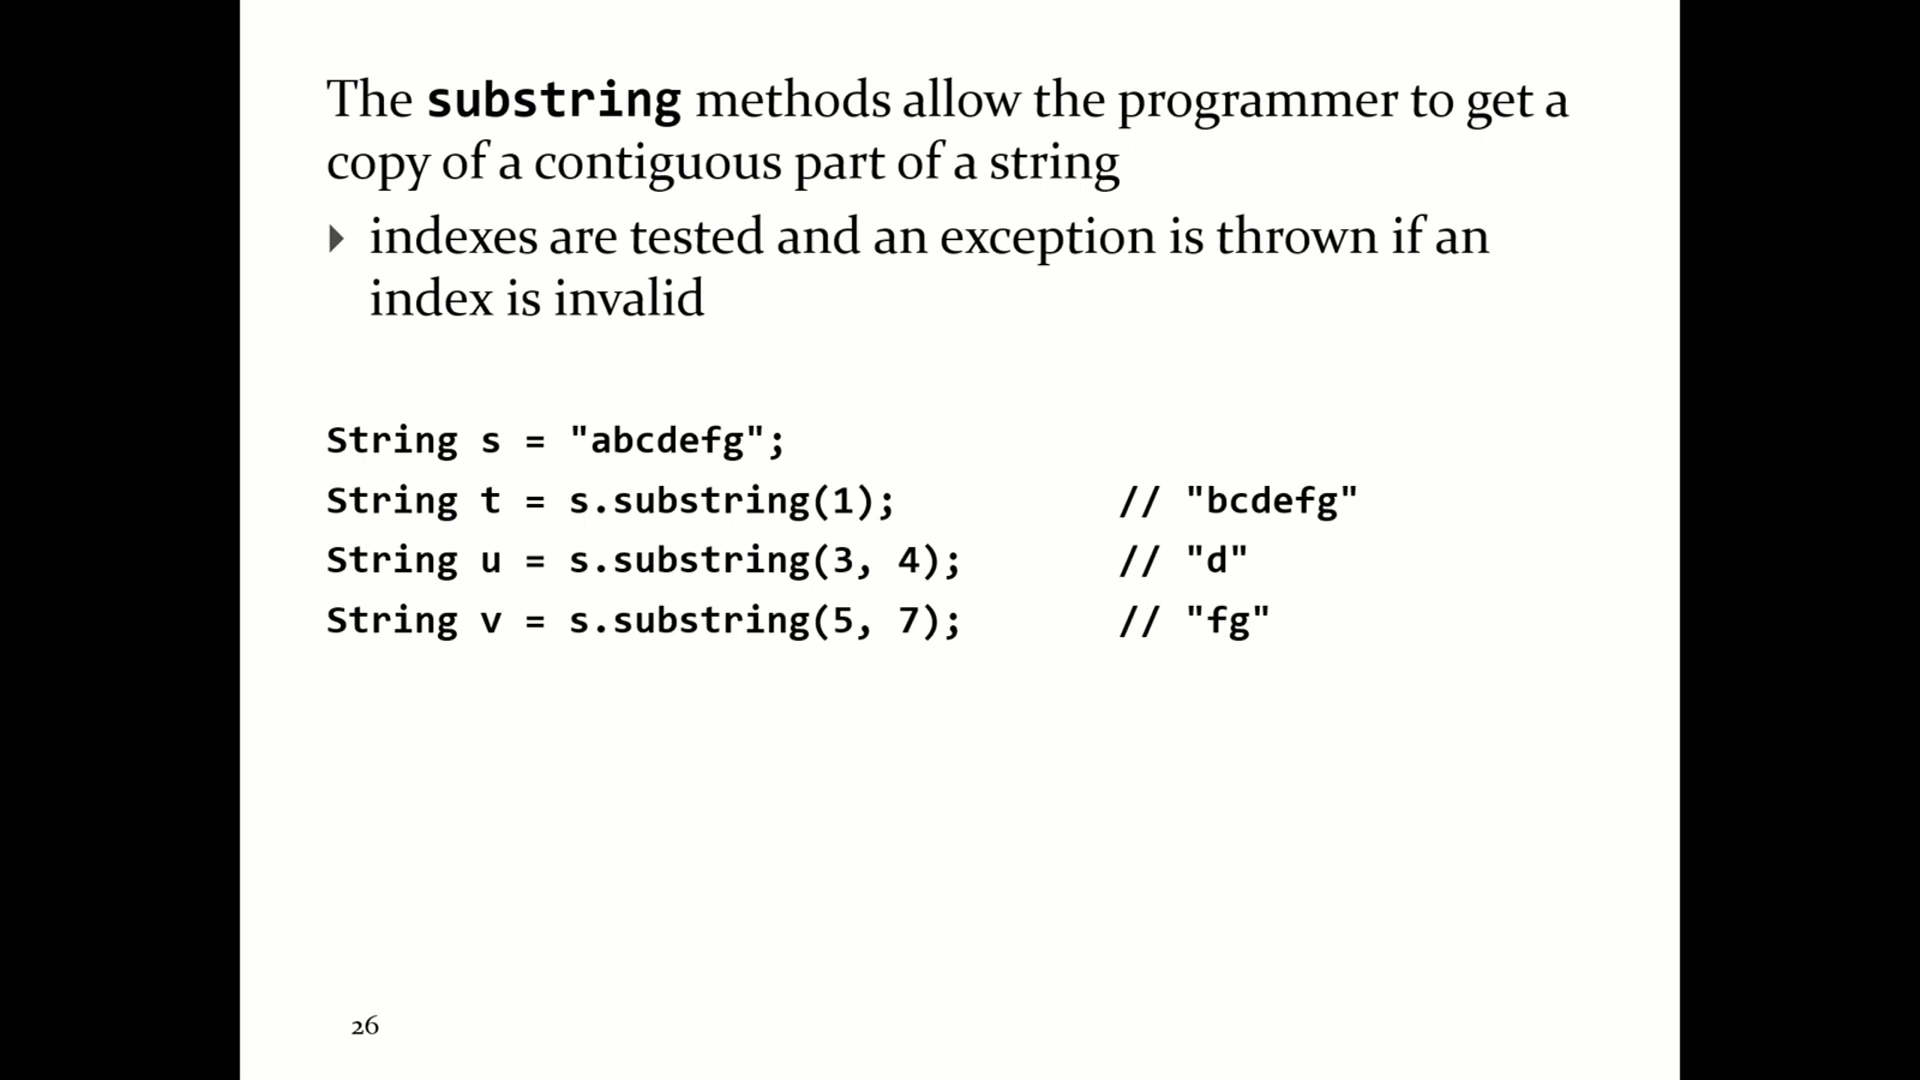 The substring methods allow the programmer to get a
copy of a contiguous part of a string
indexes are tested and an exception is thrown if an
index is invalid
String s = "abcdefg";
String t = s.substring(1); // "bcdefg"
String u = s.substring(3, 4); // "d"
String v = s.substring(5, 7); // "fg"
26